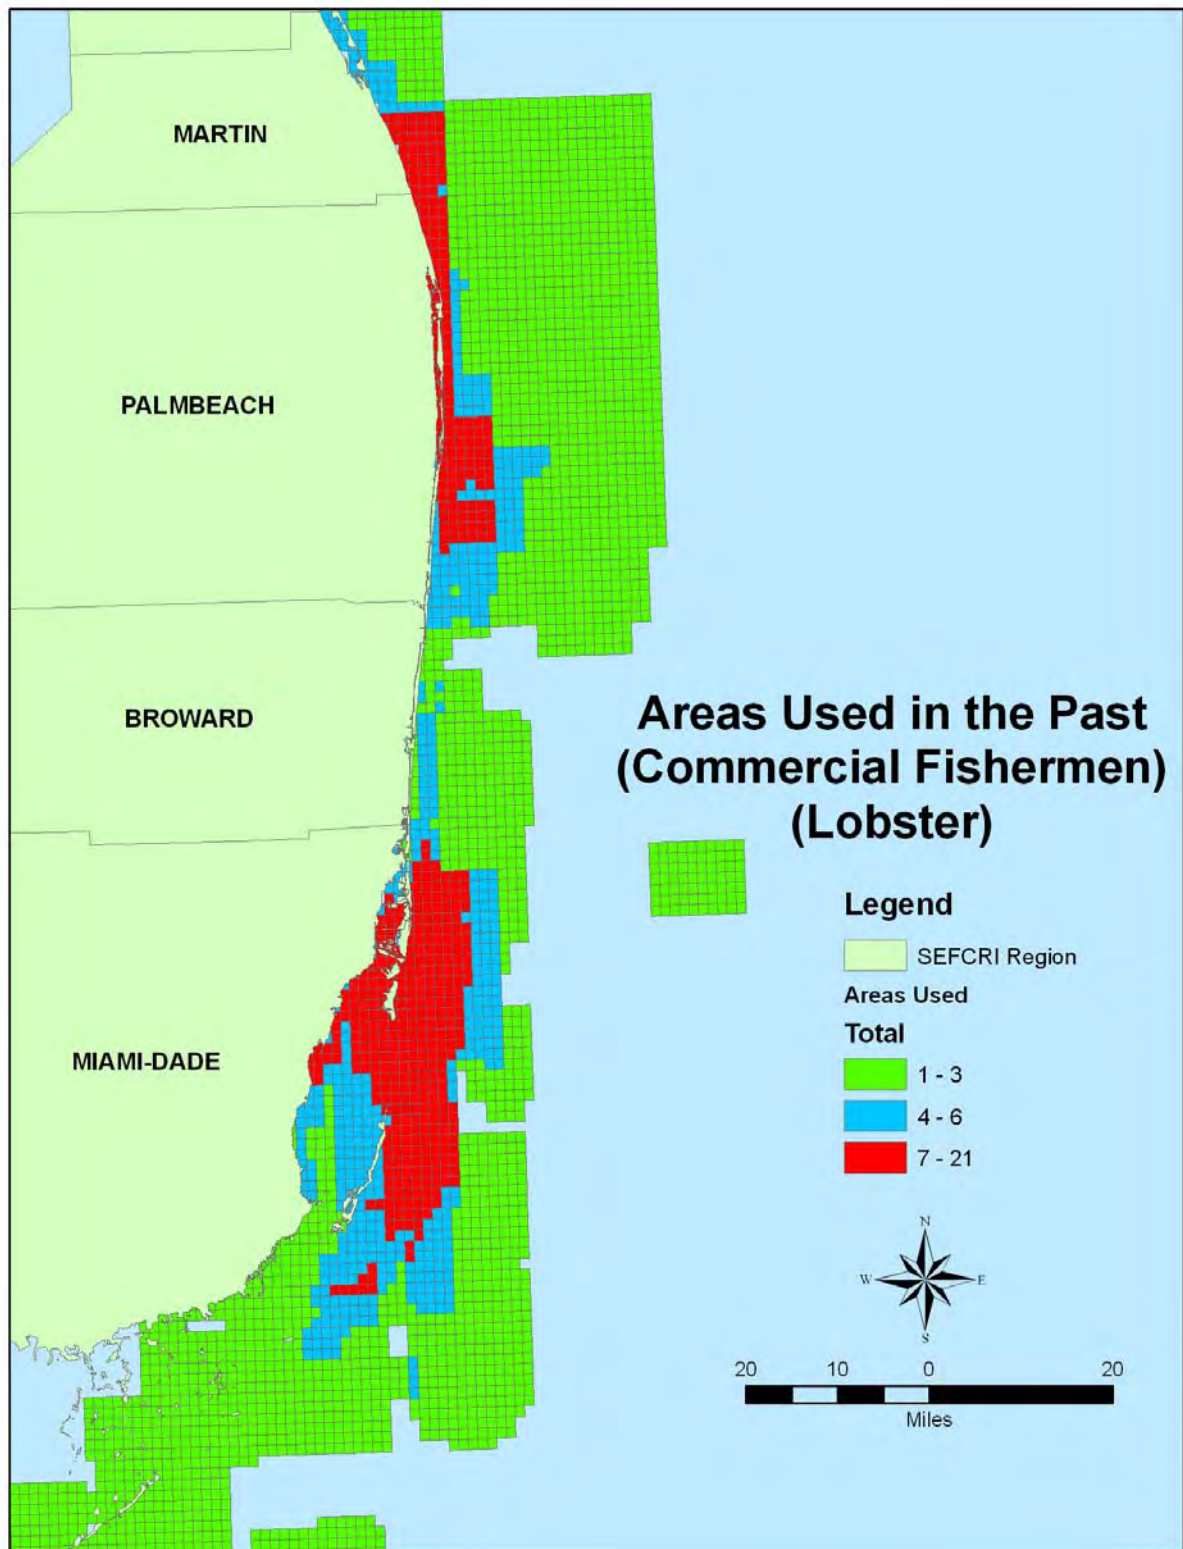 MARTIN
PALMBEACH
BROWARD
MIAMI-DADE
Areas Used in the Past
(Commercial Fishermen)
(Lobster)
Legend
SEFCRI Region
Areas Used
Total
1 - 3
4 - 6
7 - 21
N
W
E
S
20
10
0
20
Miles